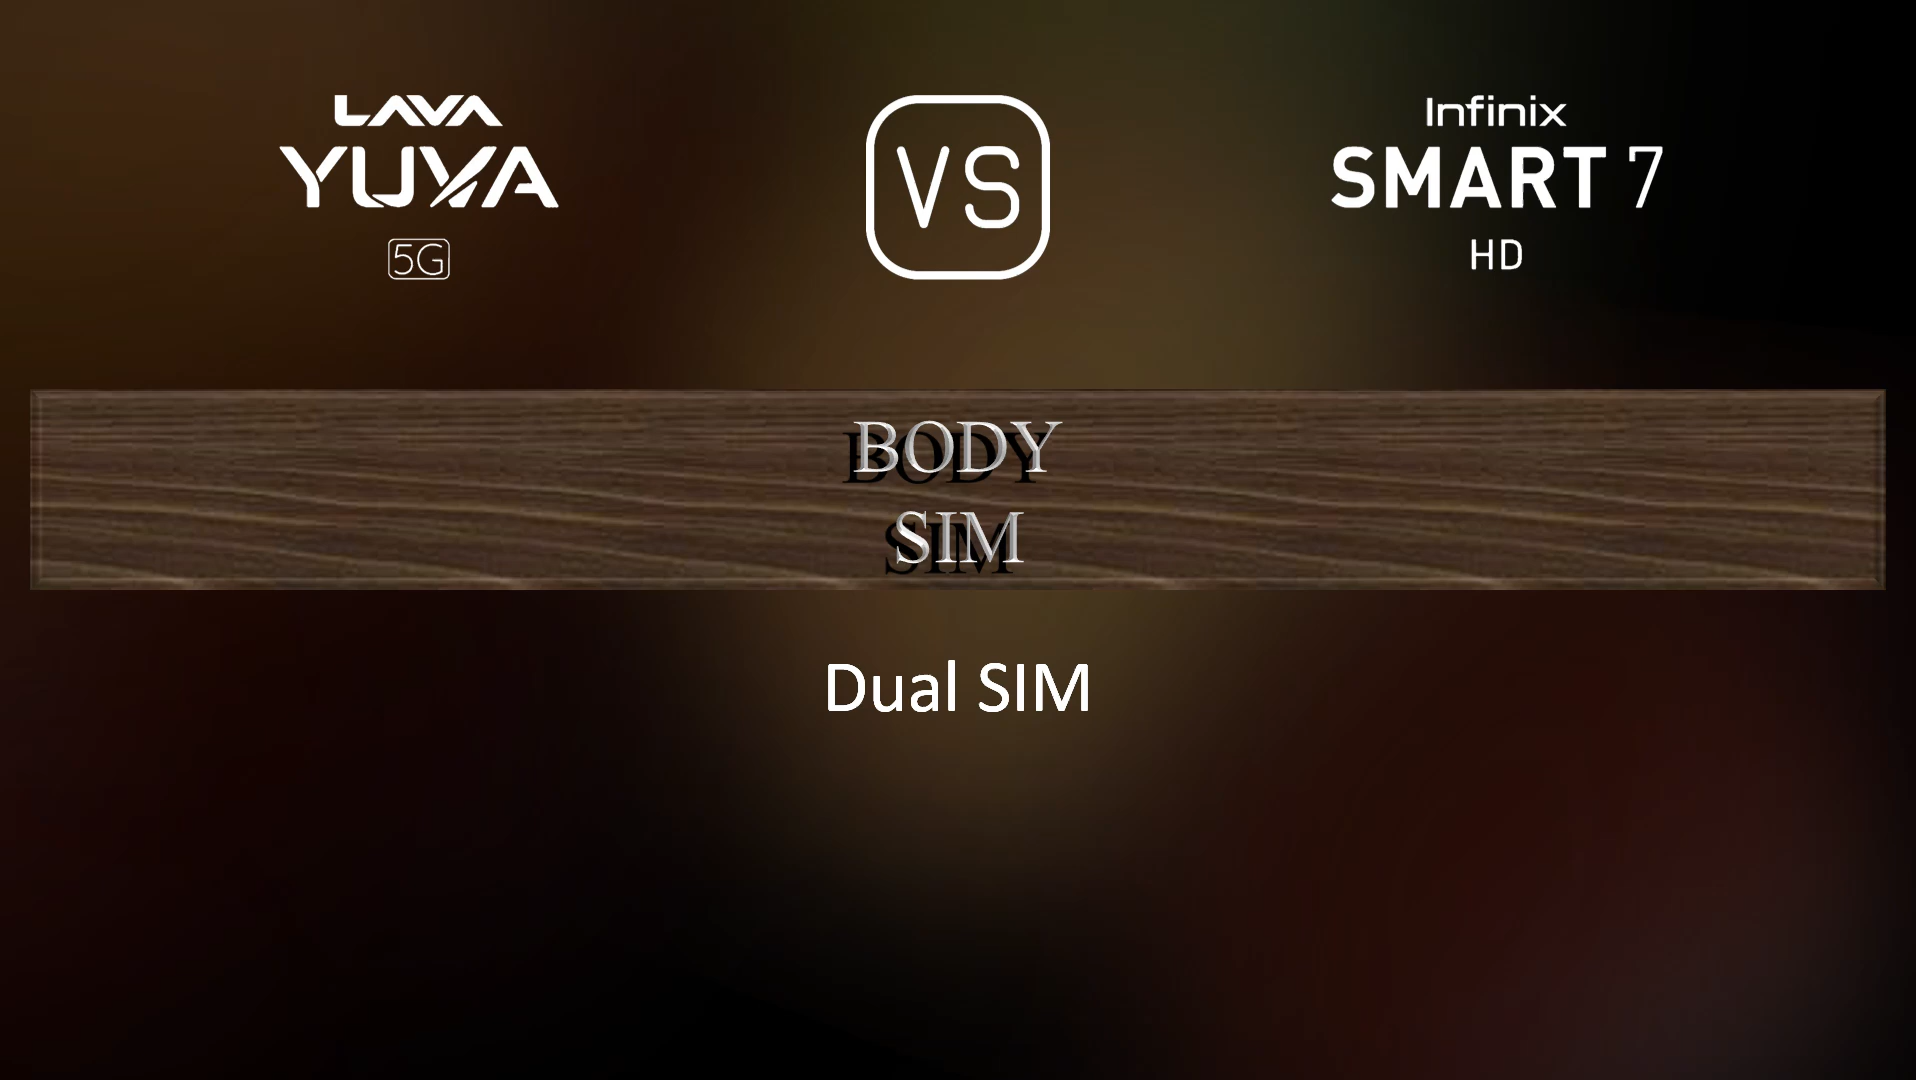 LAVA
YUVA
5G
VS
Infinix
SMART 7
HD
BODY
SIM
Dual SIM